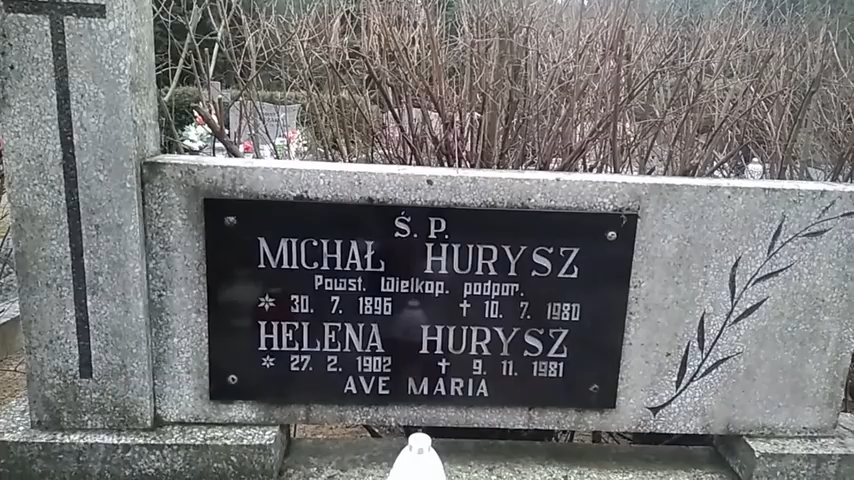 Ś. P.
MICHAŁ HURYSZ
Powst. Wielkop. podpor.
* 30. 7. 1896 † 10. 7. 1980
HELENA HURYSZ
* 27. 2. 1902 † 9. 11. 1981
AVE MARIA